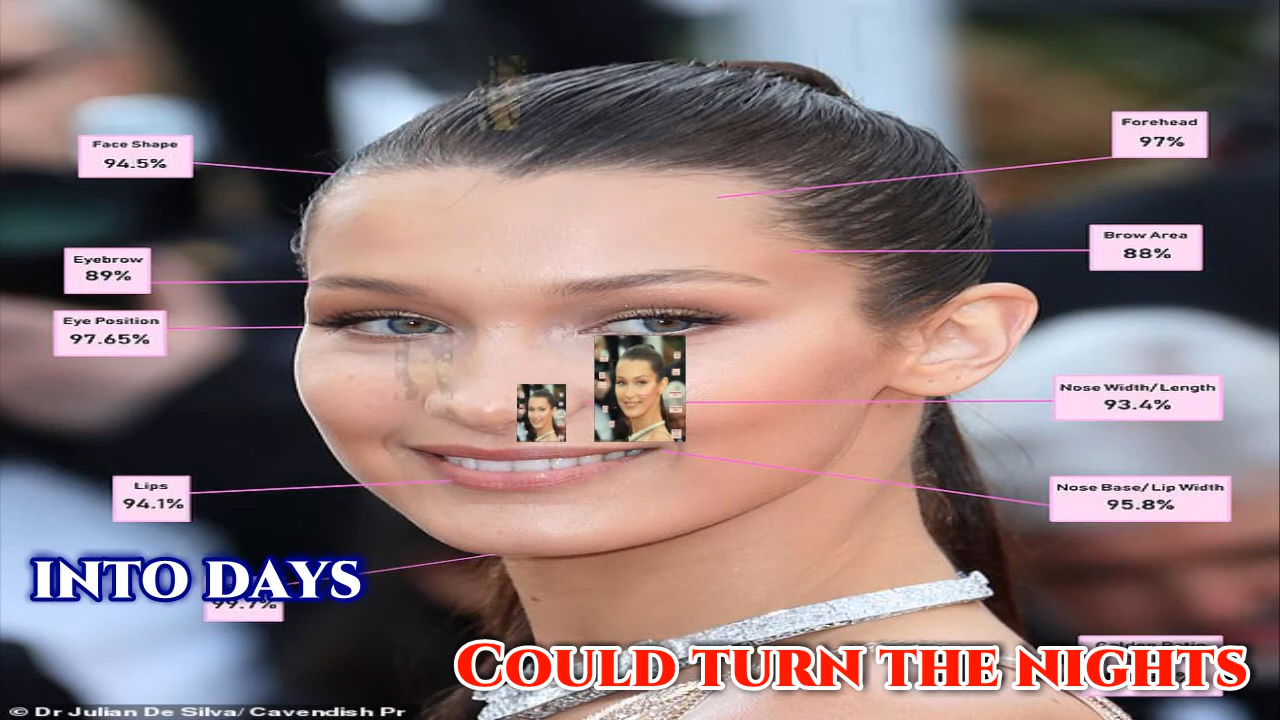 Face Shape
94.5%
Forehead
97%
Eyebrow
89%
Brow Area
88%
Eye Position
97.65%
Nose Width/Length
93.4%
Lips
94.1%
Nose Base/Lip Width
95.8%
INTO DAYS
99.7%
COULD TURN THE NIGHTS
© Dr Julian De Silva/ Cavendish Pr